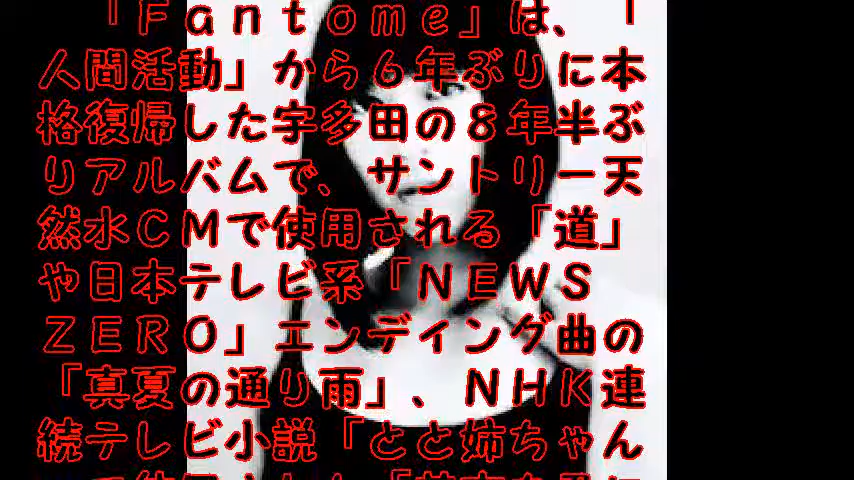 「Ｆａｎｔｏｍｅ」は、「
人間活動」から６年ぶりに本
格復帰した宇多田の８年半ぶ
りアルバムで、サントリー天
然水ＣＭで使用される「道」
や日本テレビ系「ＮＥＷＳ
ＺＥＲＯ」エンディング曲の
「真夏の通り雨」、ＮＨＫ連
続テレビ小説「とと姉ちゃん